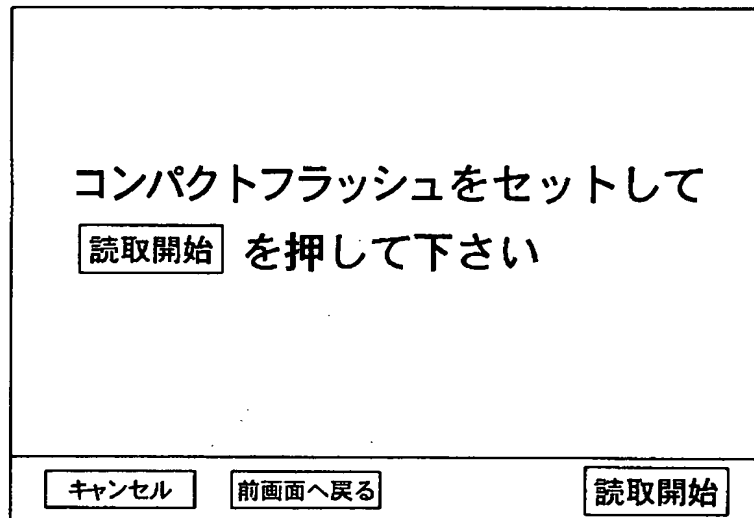 コンパクトフラッシュをセットして
読取開始 を押して下さい
キャンセル 前画面へ戻る 読取開始